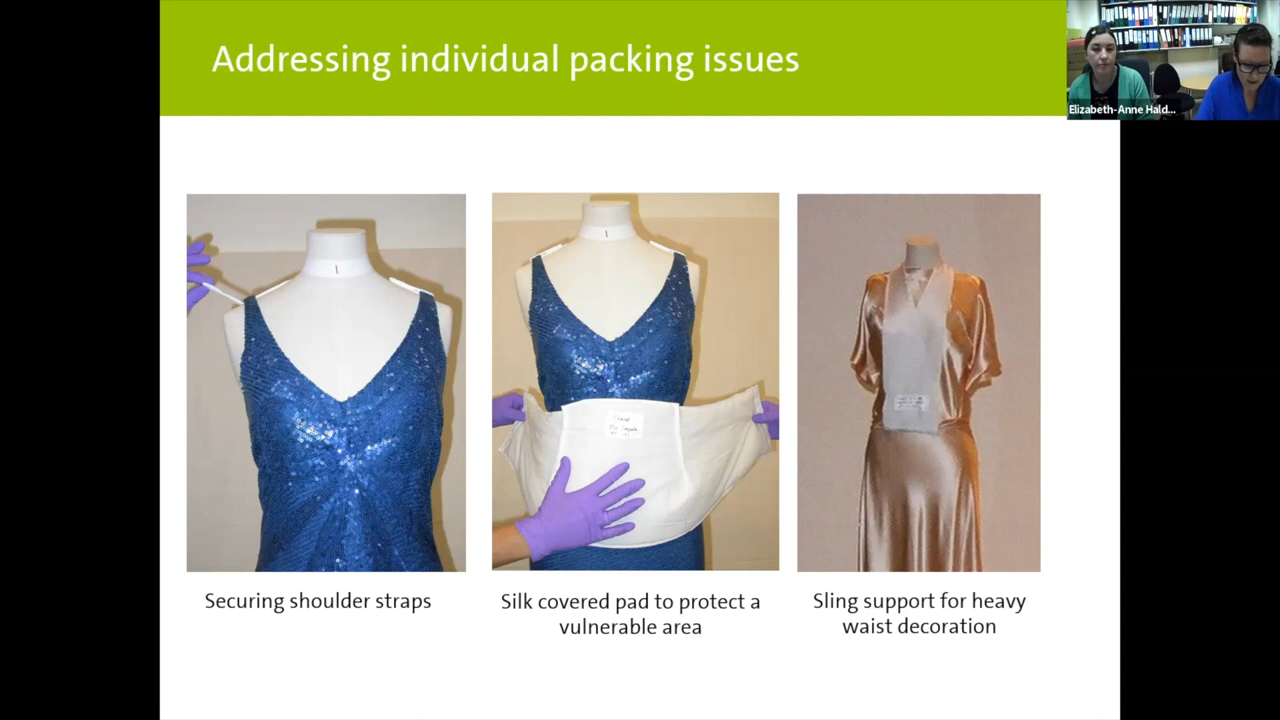 Addressing individual packing issues
Elizabeth-Anne Hald...
Securing shoulder straps
Silk covered pad to protect a
vulnerable area
Sling support for heavy
waist decoration